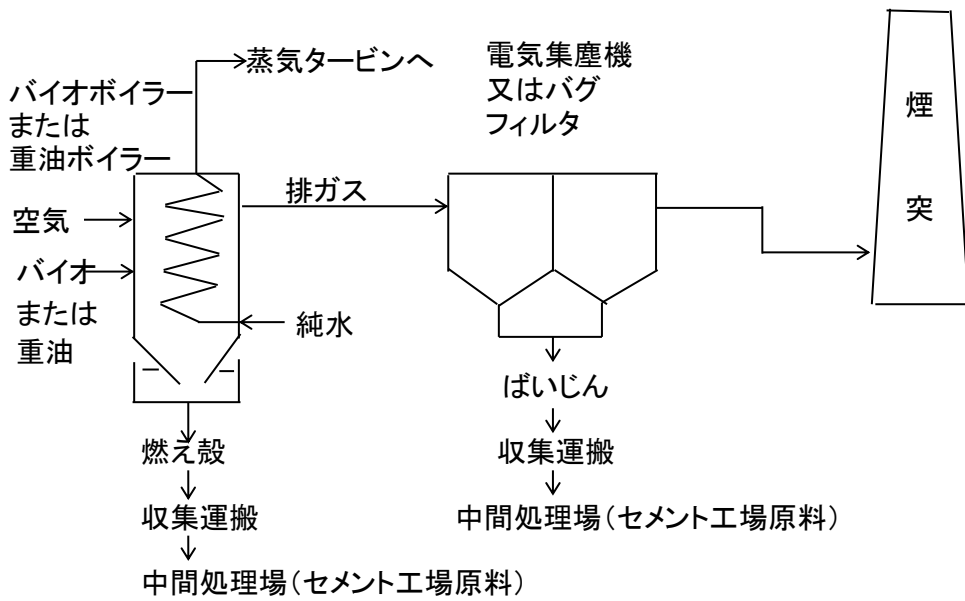 蒸気タービンへ
バイオボイラー
または
重油ボイラー
電気集塵機
又はバグ
フィルタ
煙
突
排ガス
空気
バイオ
または
重油
純水
燃え殻
収集運搬
中間処理場(セメント工場原料)
ばいじん
収集運搬
中間処理場(セメント工場原料)